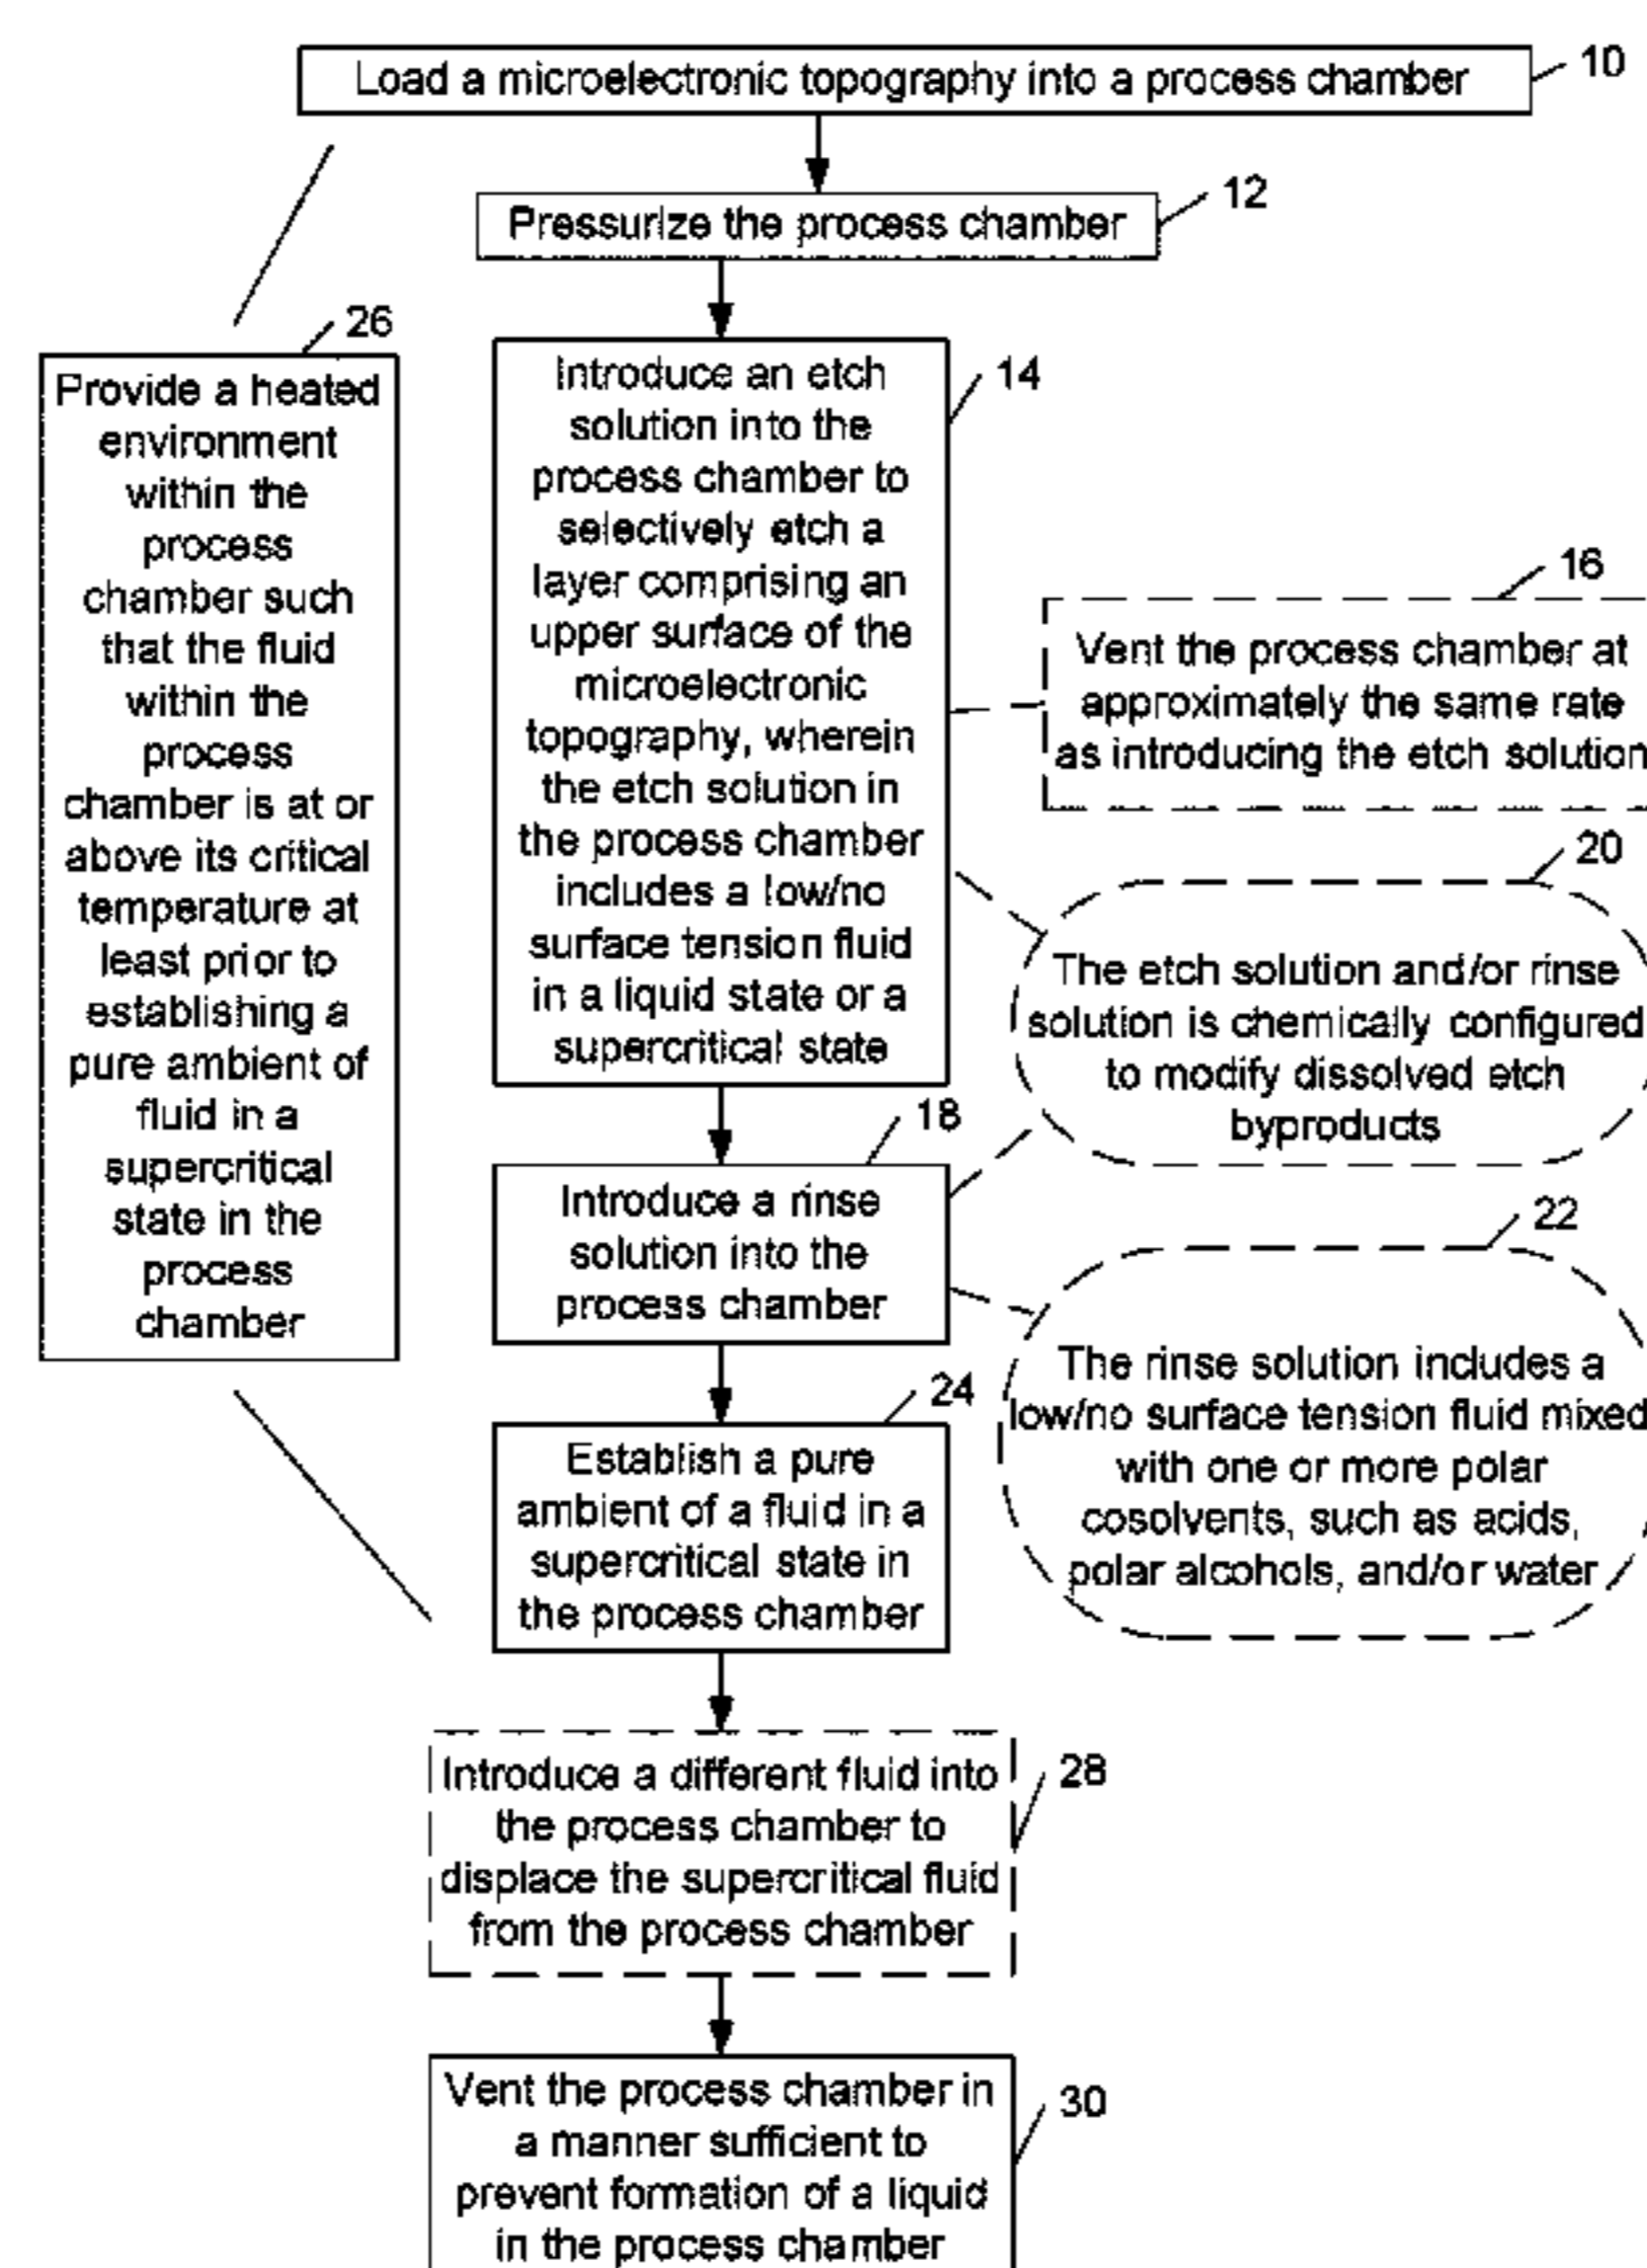 Load a microelectronic topography into a process chamber
10
Pressurize the process chamber
12
26
Provide a heated
environment
within the
process
chamber such
that the fluid
within the
process
chamber is at or
above its critical
temperature at
least prior to
establishing a
pure ambient of
fluid in a
supercritical
state in the
process
chamber
Introduce an etch
solution into the
process chamber to
selectively etch a
layer comprising an
upper surface of the
microelectronic
topography, wherein
the etch solution in
the process chamber
includes a low/no
surface tension fluid
in a liquid state or a
supercritical state
14
16
Vent the process chamber at
approximately the same rate
as introducing the etch solution
20
The etch solution and/or rinse
solution is chemically configured
to modify dissolved etch
byproducts
18
Introduce a rinse
solution into the
process chamber
22
The rinse solution includes a
low/no surface tension fluid mixed
with one or more polar
cosolvents, such as acids,
polar alcohols, and/or water
24
Establish a pure
ambient of a fluid in a
supercritical state in
the process chamber
Introduce a different fluid into
the process chamber to
displace the supercritical fluid
from the process chamber
28
Vent the process chamber in
a manner sufficient to
prevent formation of a liquid
in the process chamber
30